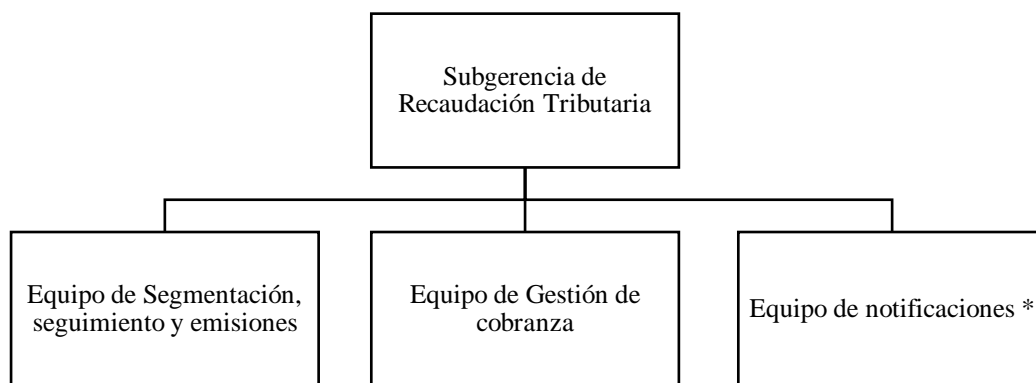 Subgerencia de
Recaudación Tributaria
Equipo de Segmentación,
seguimiento y emisiones
Equipo de Gestión de
cobranza
Equipo de notificaciones *